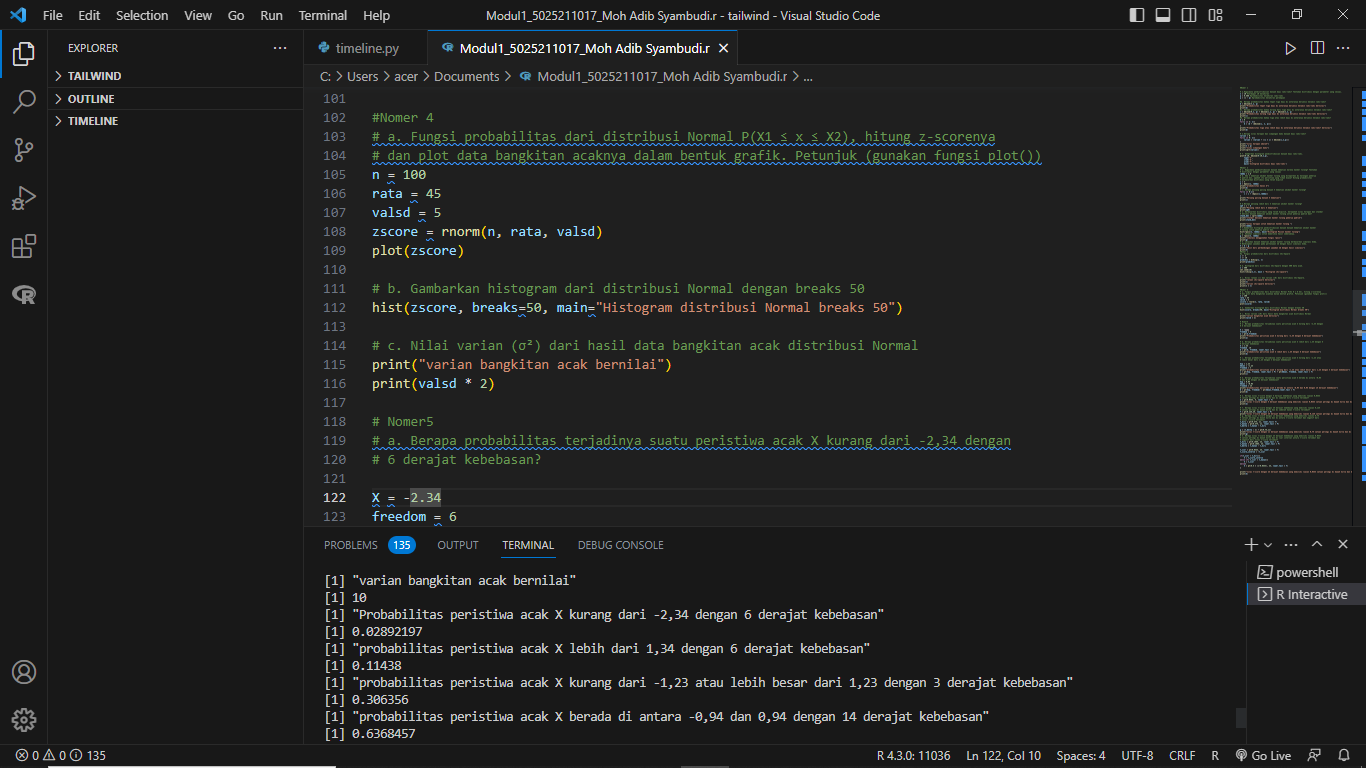 File Edit Selection View Go Run Terminal Help
Modul1_5025211017_Moh Adib Syambudi.r - tailwind - Visual Studio Code
EXPLORER
TAILWIND
OUTLINE
TIMELINE
timeline.py
Modul1_5025211017_Moh Adib Syambudi.r
C: > Users > acer > Documents > Modul1_5025211017_Moh Adib Syambudi.r > ...
101
102 #Nomer 4
103 # a. Fungsi probabilitas dari distribusi Normal P(X1 ≤ x ≤ X2), hitung z-scorenya
104 # dan plot data bangkitan acaknya dalam bentuk grafik. Petunjuk (gunakan fungsi plot())
105 n = 100
106 rata = 45
107 valsd = 5
108 zscore = rnorm(n, rata, valsd)
109 plot(zscore)
110
111 # b. Gambarkan histogram dari distribusi Normal dengan breaks 50
112 hist(zscore, breaks=50, main="Histogram distribusi Normal breaks 50")
113
114 # c. Nilai varian (σ²) dari hasil data bangkitan acak distribusi Normal
115 print("varian bangkitan acak bernilai")
116 print(valsd * 2)
117
118 # Nomer5
119 # a. Berapa probabilitas terjadinya suatu peristiwa acak X kurang dari -2,34 dengan
120 # 6 derajat kebebasan?
121
122 X = -2.34
123 freedom = 6
PROBLEMS 135 OUTPUT TERMINAL DEBUG CONSOLE
powershell
R Interactive
[1] "varian bangkitan acak bernilai"
[1] 10
[1] "Probabilitas peristiwa acak X kurang dari -2,34 dengan 6 derajat kebebasan"
[1] 0.02892197
[1] "probabilitas peristiwa acak X lebih dari 1,34 dengan 6 derajat kebebasan"
[1] 0.11438
[1] "probabilitas peristiwa acak X kurang dari -1,23 atau lebih besar dari 1,23 dengan 3 derajat kebebasan"
[1] 0.306356
[1] "probabilitas peristiwa acak X berada di antara -0,94 dan 0,94 dengan 14 derajat kebebasan"
[1] 0.6368457
0 0 135
R 4.3.0: 11036 Ln 122, Col 10 Spaces: 4 UTF-8 CRLF R Go Live